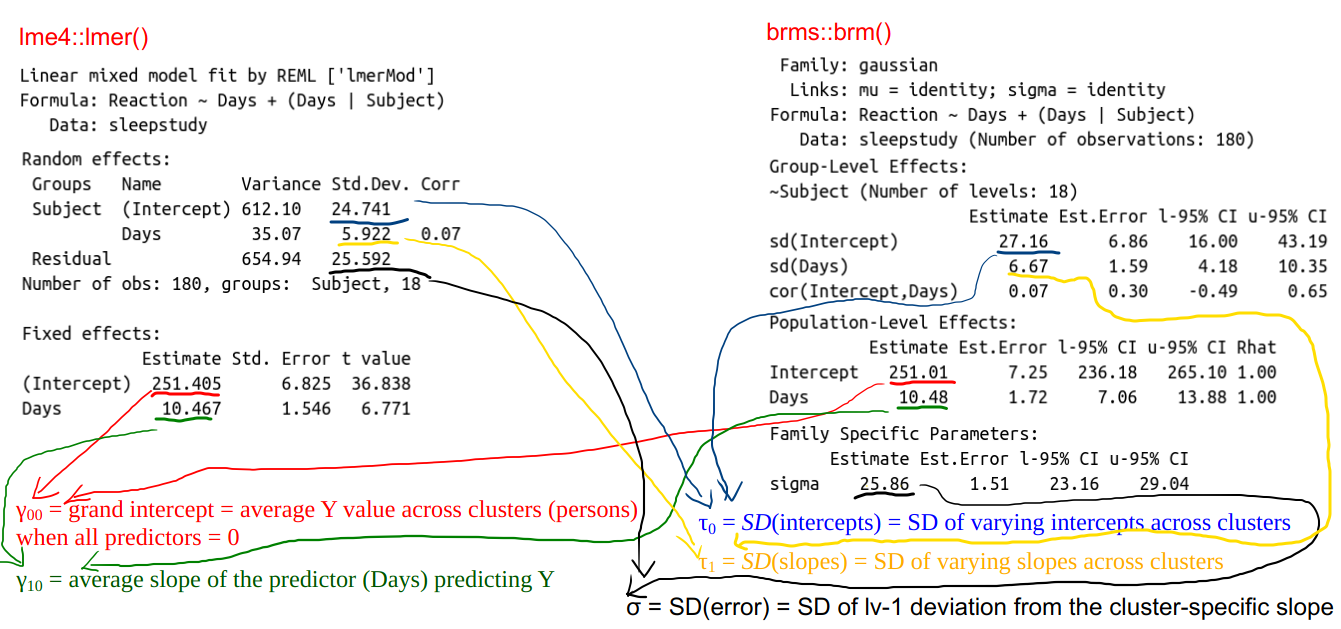 lme4::lmer()
Linear mixed model fit by REML ['lmerMod']
Formula: Reaction ~ Days + (Days | Subject)
Data: sleepstudy
Random effects:
Groups Name Variance Std.Dev. Corr
Subject (Intercept) 612.10 24.741
Days 35.07 5.922 0.07
Residual 654.94 25.592
Number of obs: 180, groups: Subject, 18
Fixed effects:
Estimate Std. Error t value
(Intercept) 251.405 6.825 36.838
Days 10.467 1.546 6.771
γ₀₀ = grand intercept = average Y value across clusters (persons)
when all predictors = 0
γ₁₀ = average slope of the predictor (Days) predicting Y
brms::brm()
Family: gaussian
Links: mu = identity; sigma = identity
Formula: Reaction ~ Days + (Days | Subject)
Data: sleepstudy (Number of observations: 180)
Group-Level Effects:
~Subject (Number of levels: 18)
Estimate Est.Error l-95% CI u-95% CI
sd(Intercept) 27.16 6.86 16.00 43.19
sd(Days) 6.67 1.59 4.18 10.35
cor(Intercept,Days) 0.07 0.30 -0.49 0.65
Population-Level Effects:
Estimate Est.Error l-95% CI u-95% CI Rhat
Intercept 251.01 7.25 236.18 265.10 1.00
Days 10.48 1.72 7.06 13.88 1.00
Family Specific Parameters:
Estimate Est.Error l-95% CI u-95% CI
sigma 25.86 1.51 23.16 29.04
τ₀ = SD(intercepts) = SD of varying intercepts across clusters
τ₁ = SD(slopes) = SD of varying slopes across clusters
σ = SD(error) = SD of lv-1 deviation from the cluster-specific slope